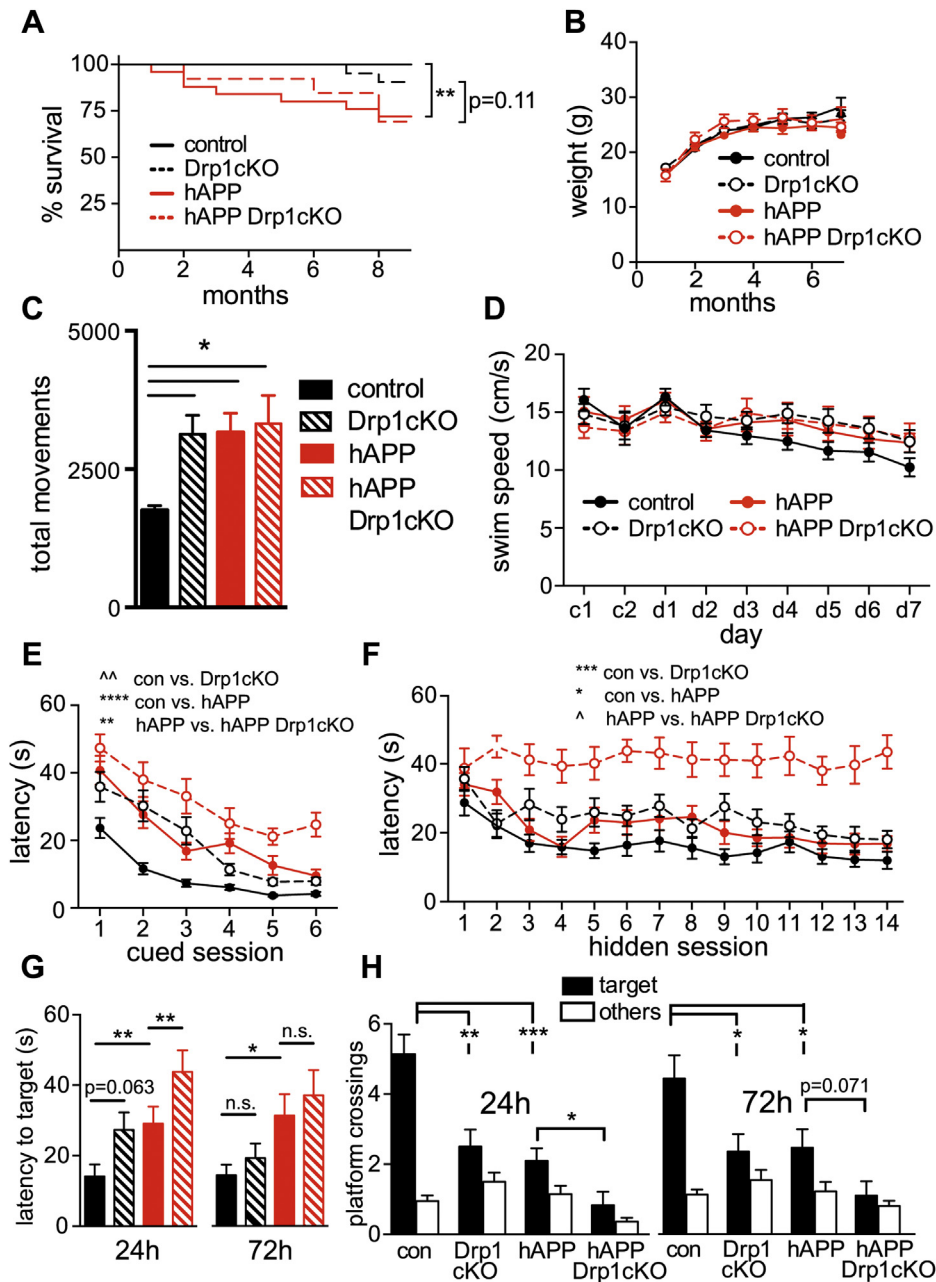 A
100
75
50
25
% survival
**
p=0.11
control
Drp1cKO
hAPP
hAPP Drp1cKO
0 2 4 6 8
months
B
40
30
20
10
0
weight (g)
control
Drp1cKO
hAPP
hAPP Drp1cKO
0 2 4 6
months
C
5000
2500
0
total movements
*
control
Drp1cKO
hAPP
hAPP
Drp1cKO
D
20
15
10
5
0
swim speed (cm/s)
control hAPP
Drp1cKO hAPP Drp1cKO
c1 c2 d1 d2 d3 d4 d5 d6 d7
day
E
^^ con vs. Drp1cKO
**** con vs. hAPP
** hAPP vs. hAPP Drp1cKO
60
40
20
0
latency (s)
1 2 3 4 5 6
cued session
F
*** con vs. Drp1cKO
* con vs. hAPP
^ hAPP vs. hAPP Drp1cKO
60
40
20
0
latency (s)
1 2 3 4 5 6 7 8 9 10 11 12 13 14
hidden session
G
60
40
20
0
latency to target (s)
** **
p=0.063
n.s.
*
n.s.
24h 72h
H
target
others
6
4
2
0
platform crossings
** ***
24h
*
* *
72h
p=0.071
con Drp1 hAPP hAPP con Drp1 hAPP hAPP
cKO Drp1cKO cKO Drp1cKO